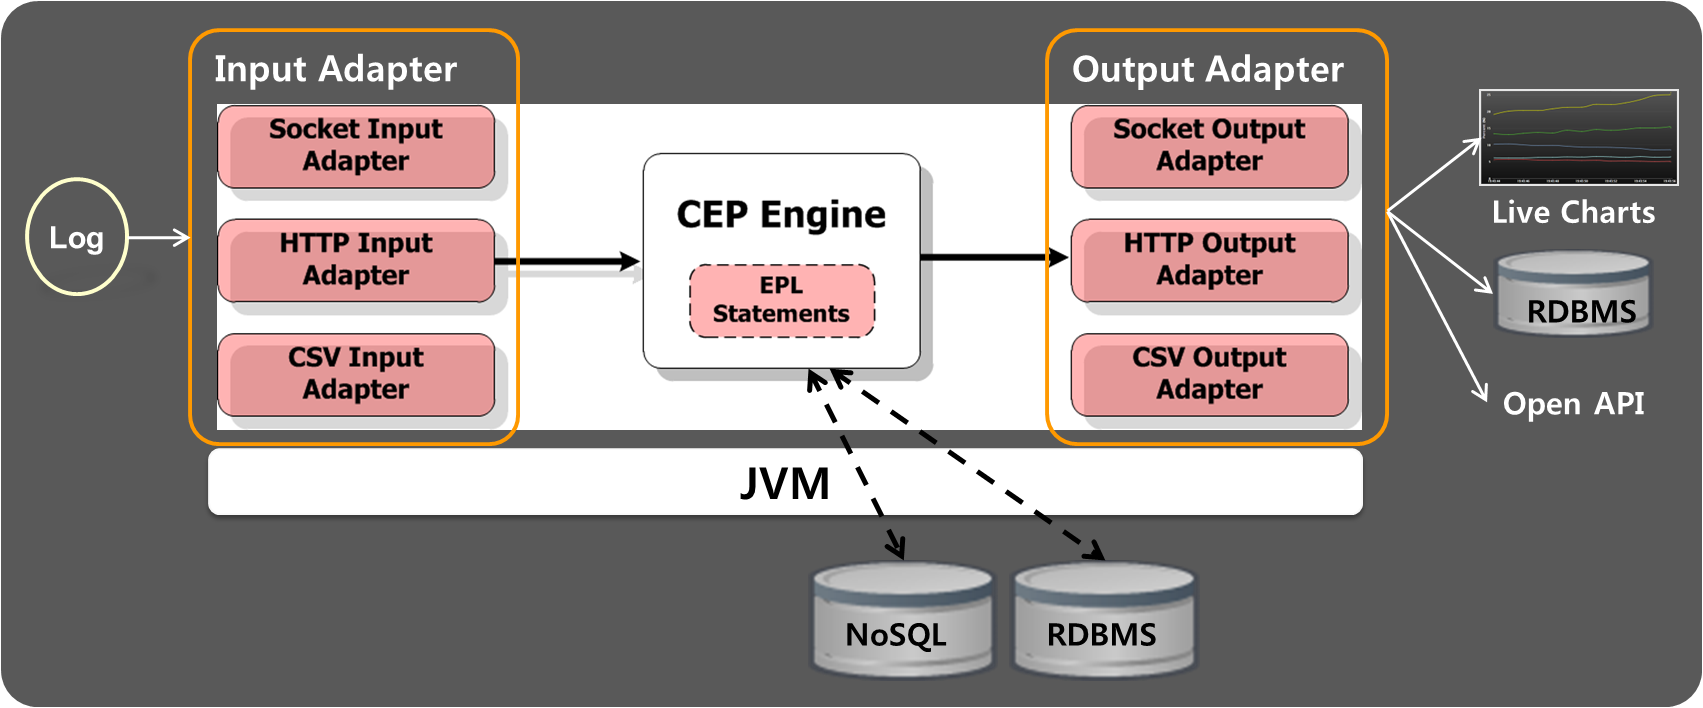 Input Adapter
Output Adapter
Socket Input
Adapter
Socket Output
Adapter
Log
HTTP Input
Adapter
CEP Engine
EPL
Statements
HTTP Output
Adapter
Live Charts
RDBMS
CSV Input
Adapter
CSV Output
Adapter
Open API
JVM
NoSQL
RDBMS